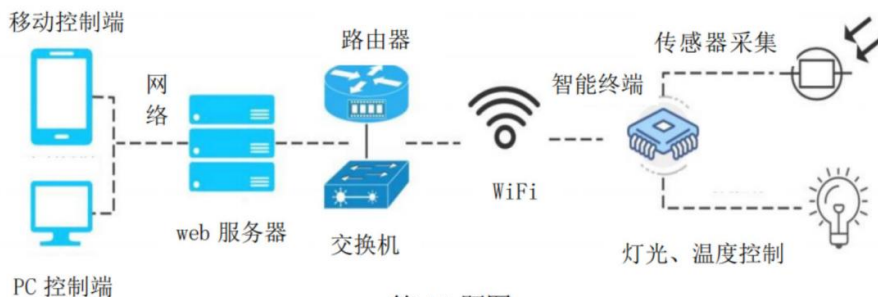 移动控制端
网
络
路由器
智能终端
传感器采集
WiFi
web 服务器
交换机
灯光、温度控制
PC 控制端